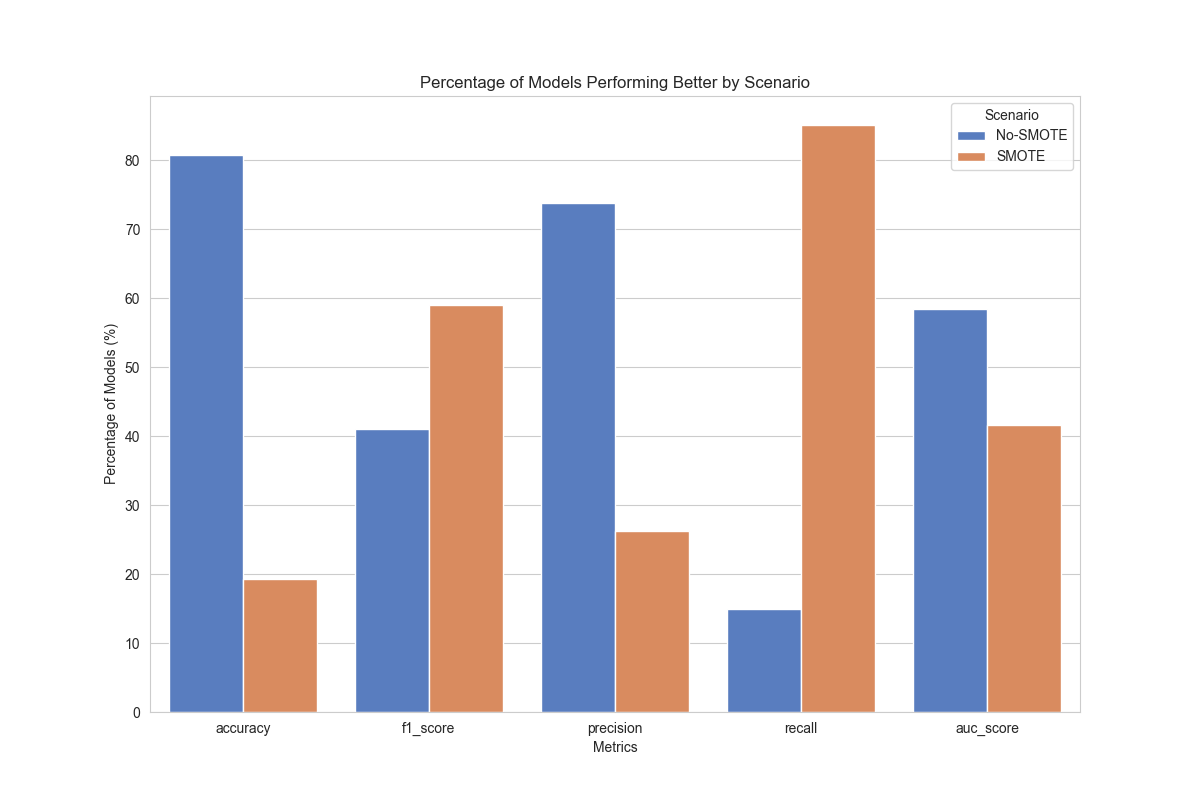 Percentage of Models Performing Better by Scenario
Scenario
No-SMOTE
SMOTE
Percentage of Models (%)
80
70
60
50
40
30
20
10
0
accuracy f1_score precision recall auc_score
Metrics